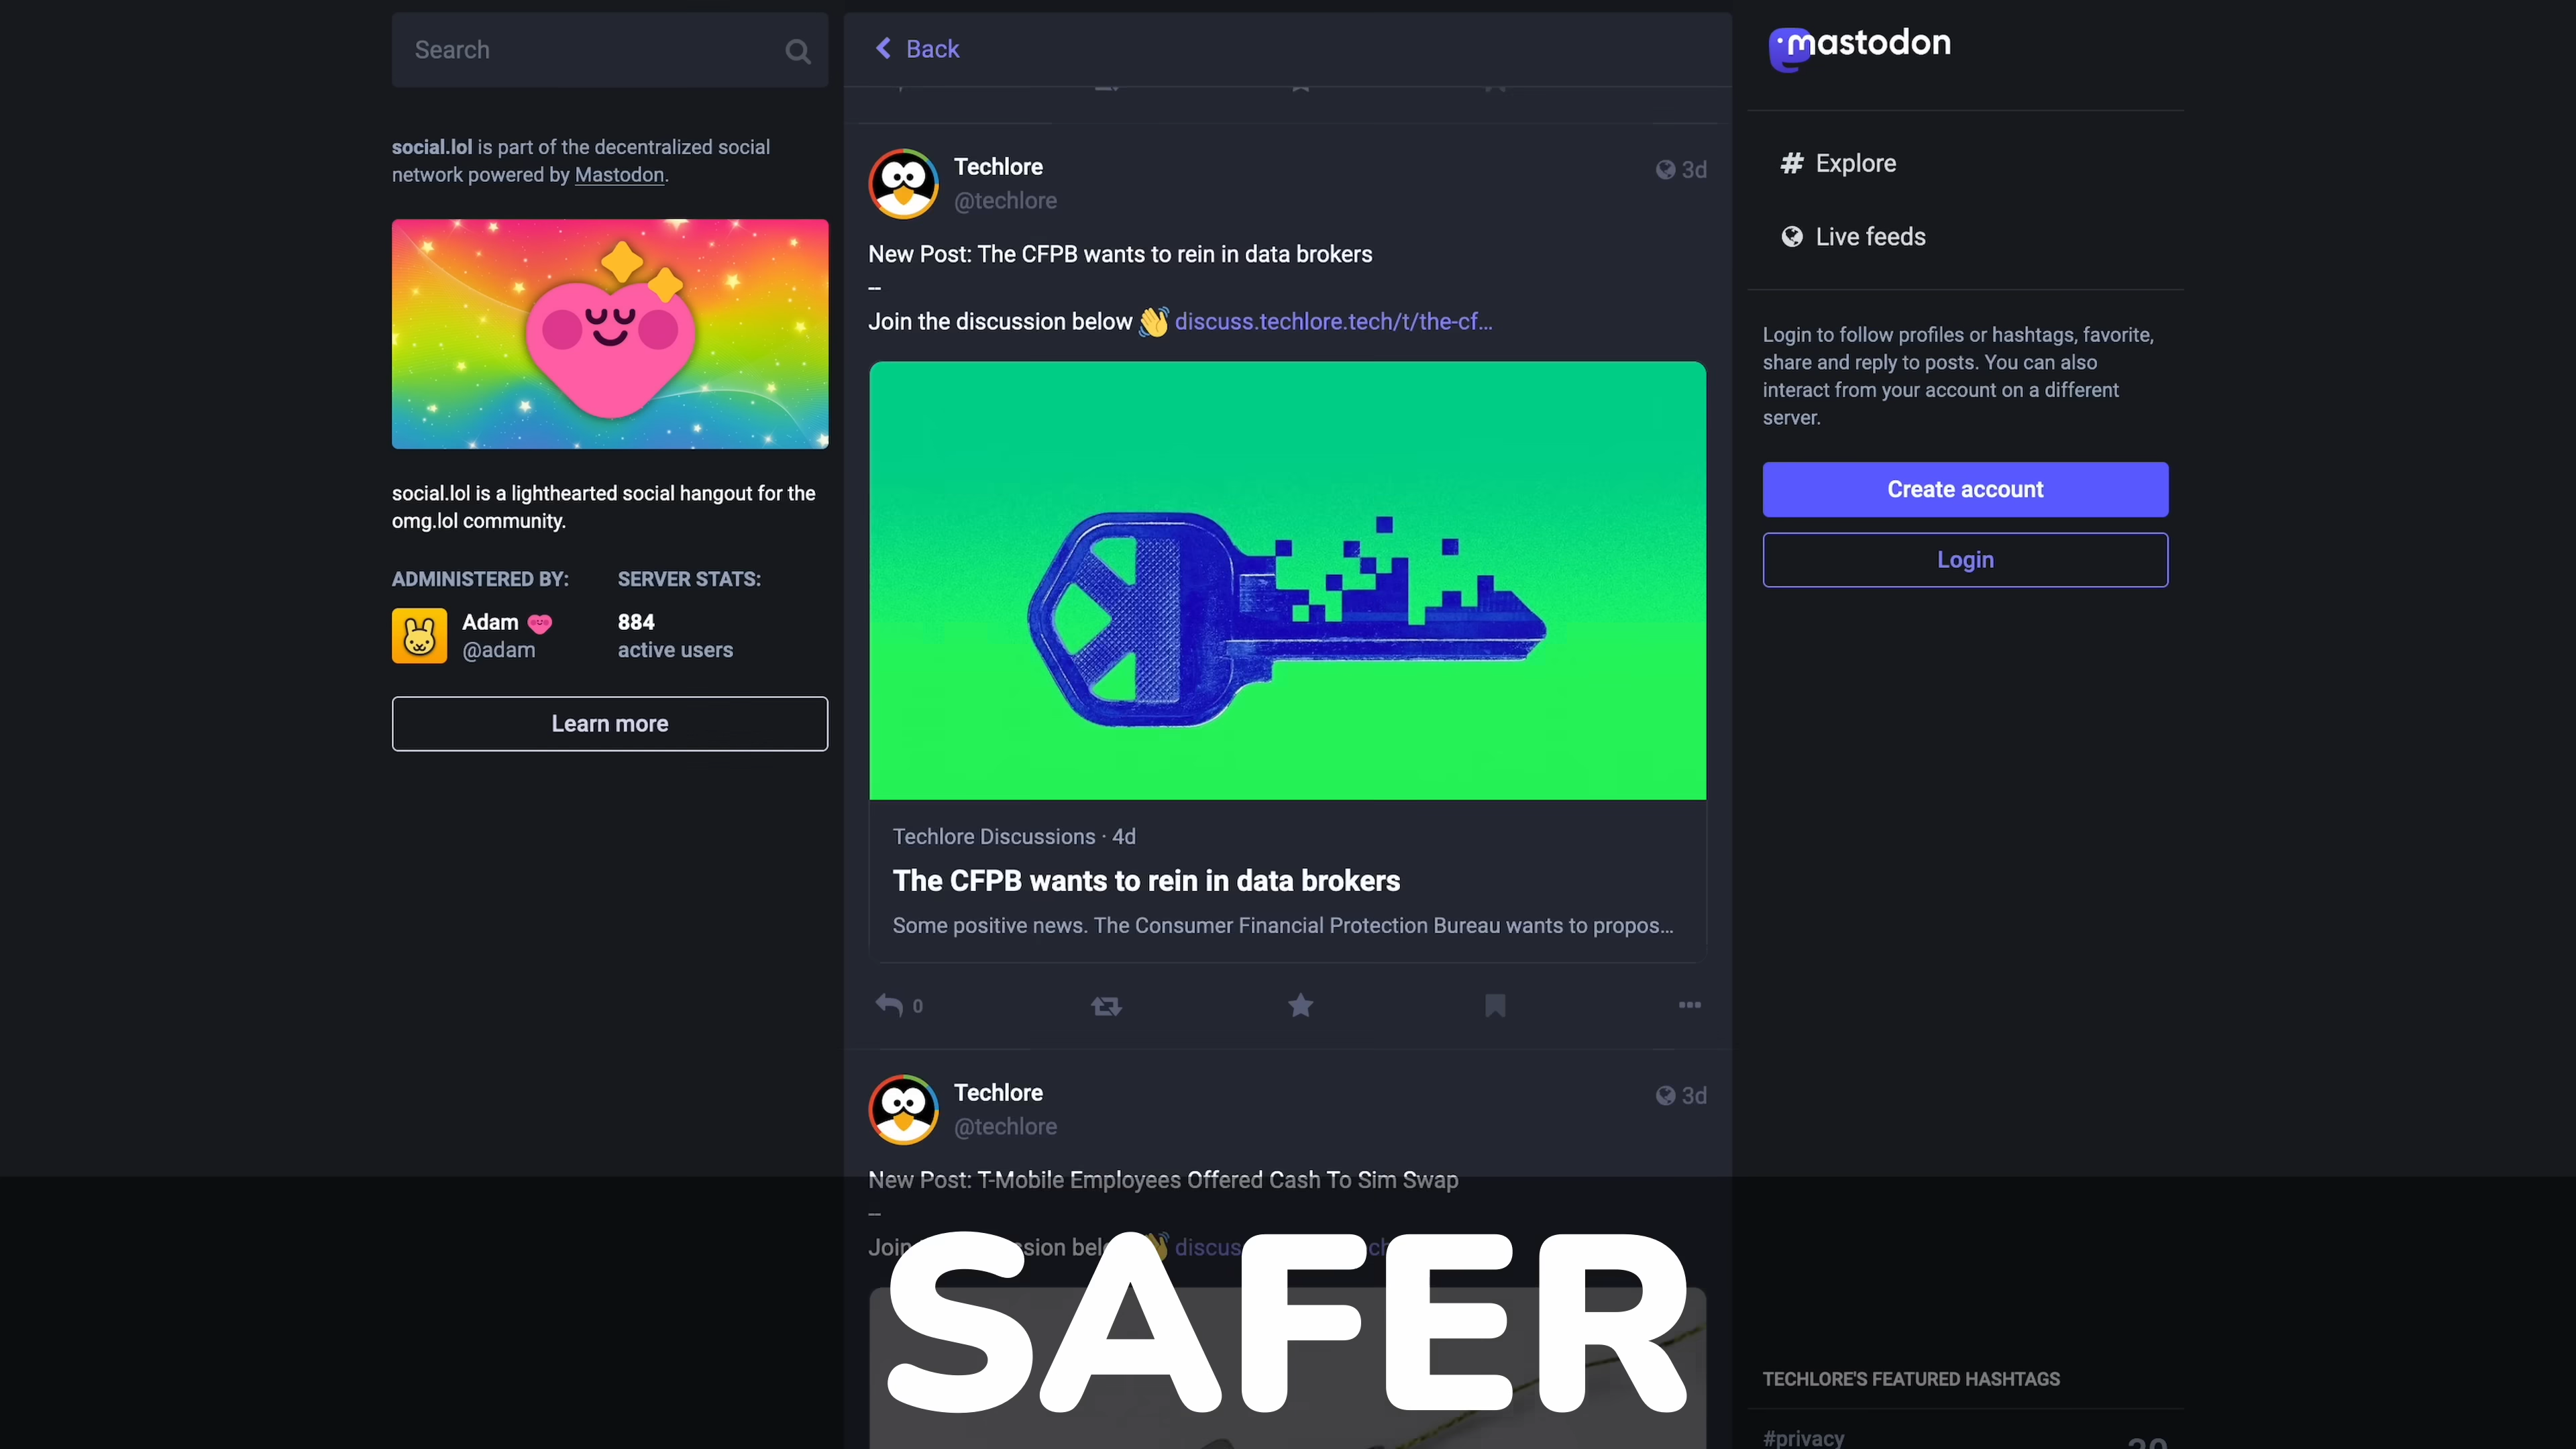 Search
social.lol is part of the decentralized social
network powered by Mastodon.
social.lol is a lighthearted social hangout for the
omg.lol community.
ADMINISTERED BY:
Adam
@adam
SERVER STATS:
884
active users
Learn more
Back
Techlore
@techlore
3d
New Post: The CFPB wants to rein in data brokers
--
Join the discussion below 👋 discuss.techlore.tech/t/the-cf...
Techlore Discussions · 4d
The CFPB wants to rein in data brokers
Some positive news. The Consumer Financial Protection Bureau wants to propos...
0
Techlore
@techlore
3d
New Post: T-Mobile Employees Offered Cash To Sim Swap
--
SAFER
mastodon
# Explore
Live feeds
Login to follow profiles or hashtags, favorite,
share and reply to posts. You can also
interact from your account on a different
server.
Create account
Login
TECHLORE'S FEATURED HASHTAGS
#privacy